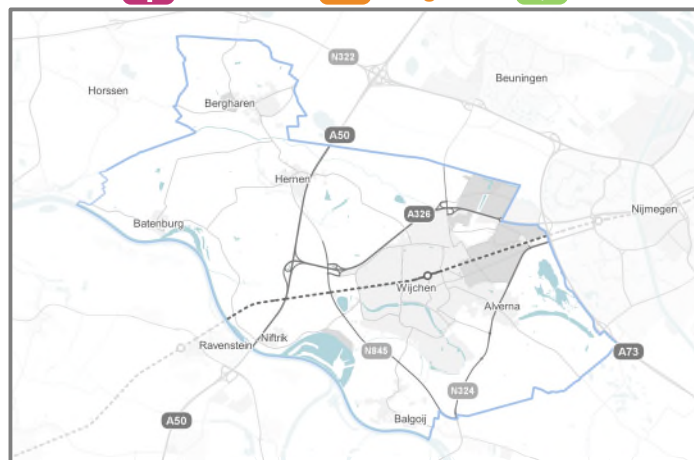 N322
Beuningen
Horssen
Bergharen
A50
Hernen
Nijmegen
A326
Batenburg
Wijchen
Alverna
Niftrik
Ravenstein
N845
A73
N324
Balgoij
A50